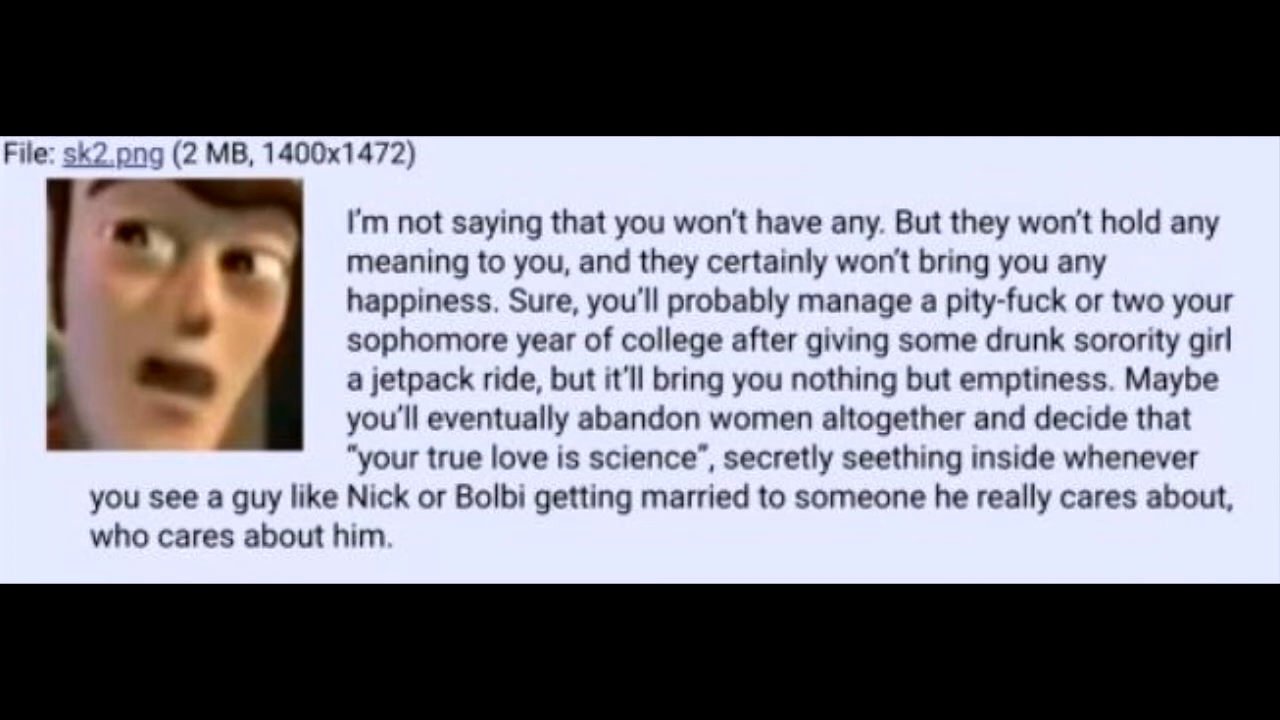 File: sk2.png (2 MB, 1400x1472)
I'm not saying that you won't have any. But they won't hold any
meaning to you, and they certainly won't bring you any
happiness. Sure, you'll probably manage a pity-fuck or two your
sophomore year of college after giving some drunk sorority girl
a jetpack ride, but it'll bring you nothing but emptiness. Maybe
you'll eventually abandon women altogether and decide that
“your true love is science”, secretly seething inside whenever
you see a guy like Nick or Bolbi getting married to someone he really cares about,
who cares about him.